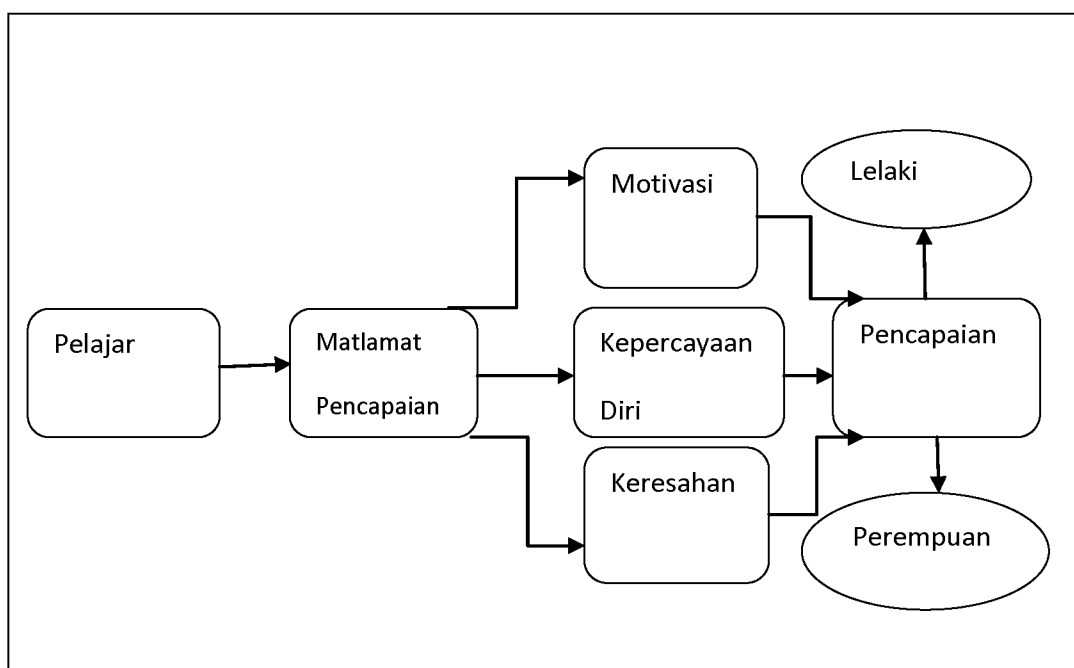 Pelajar
Matlamat
Pencapaian
Motivasi
Kepercayaan
Diri
Keresahan
Pencapaian
Lelaki
Perempuan